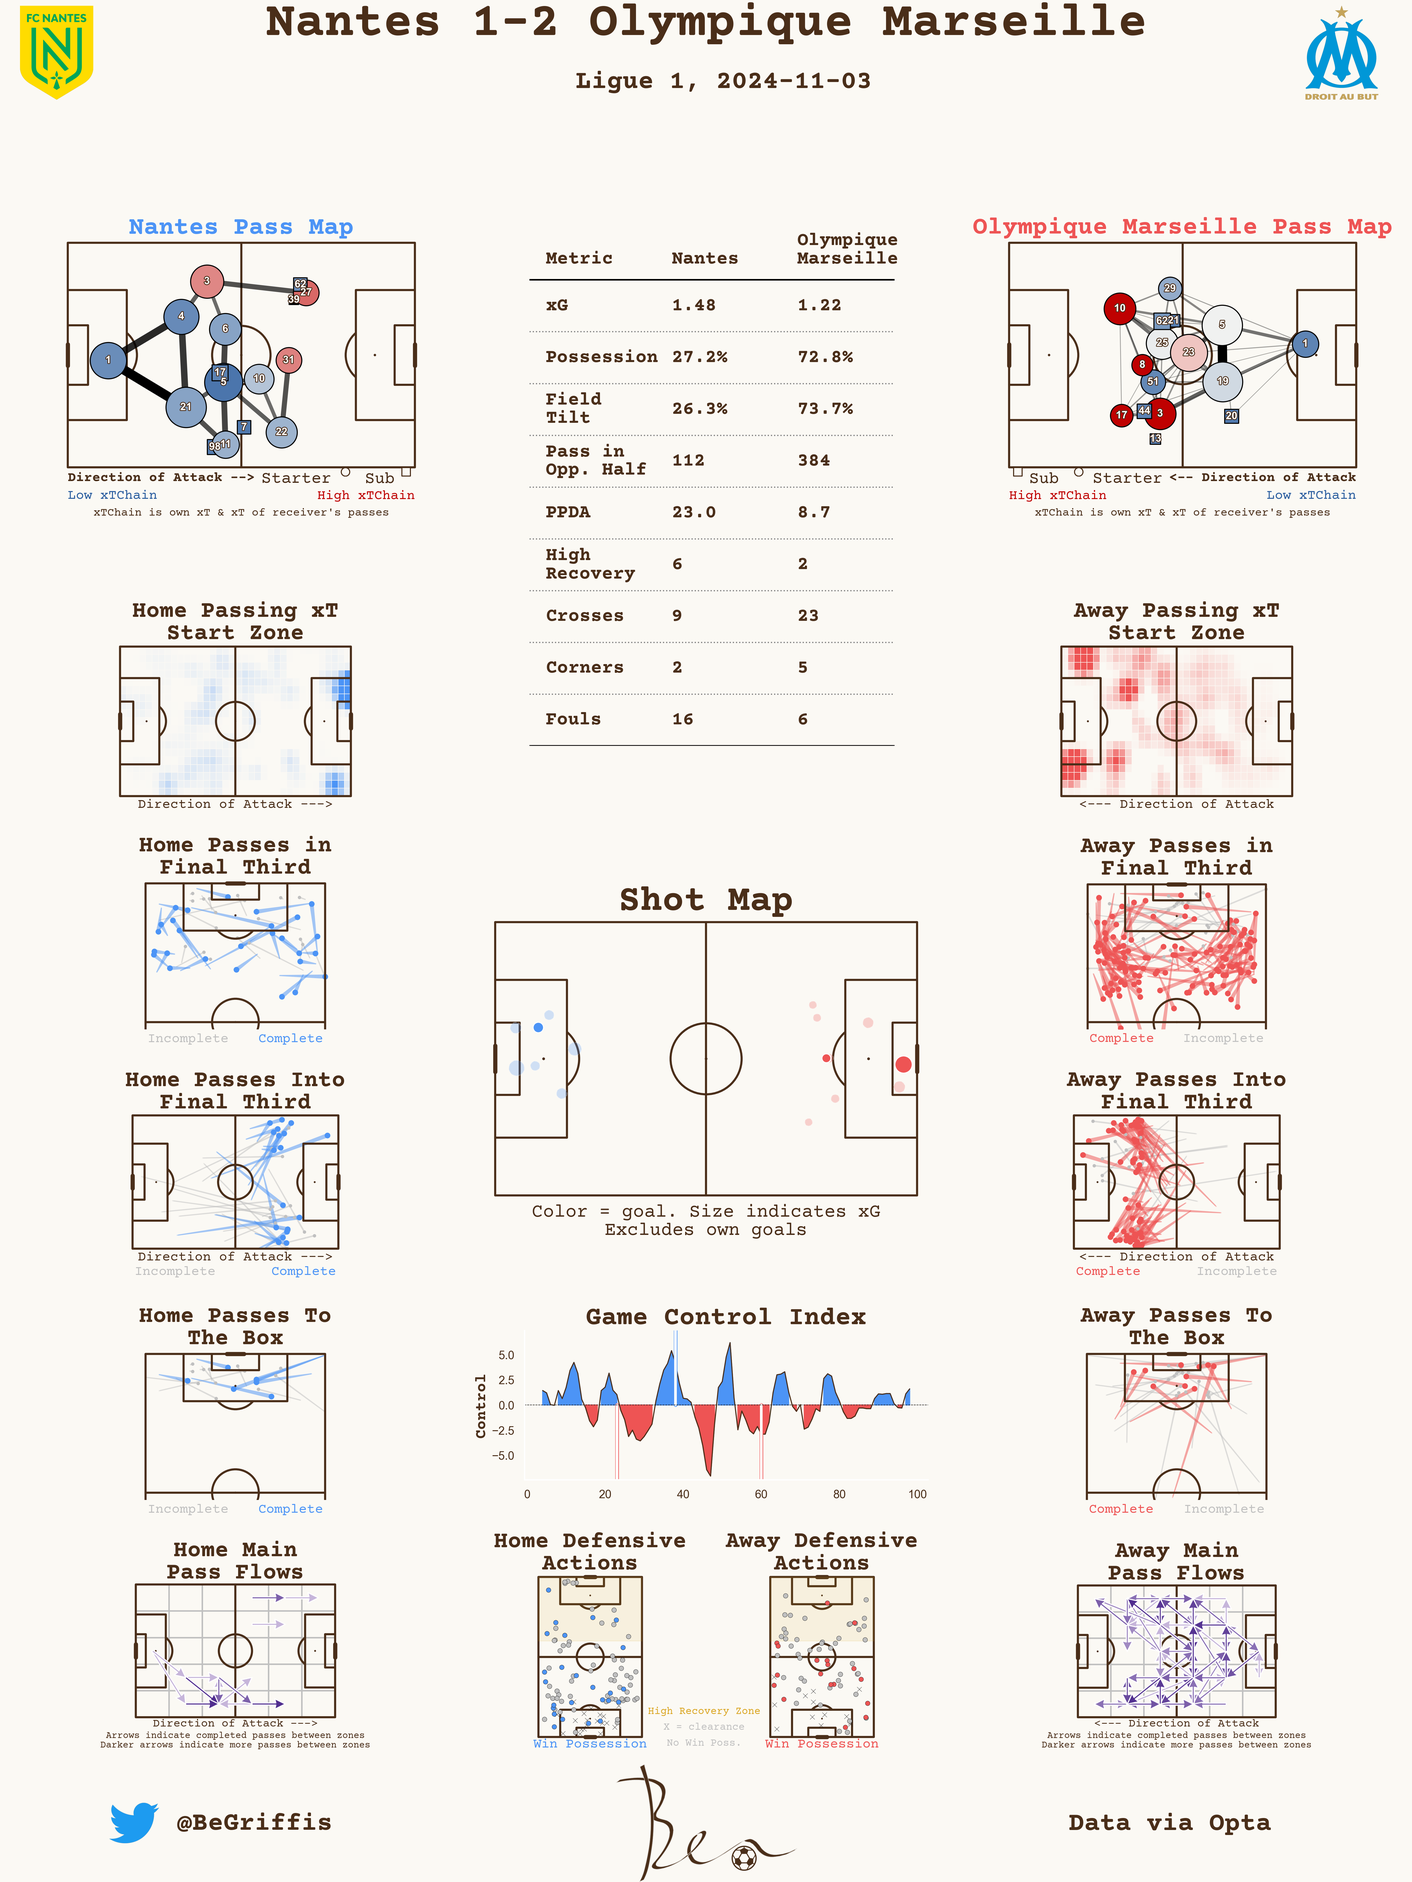 Nantes 1-2 Olympique Marseille
Ligue 1, 2024-11-03
FC NANTES
DROIT AU BUT
Nantes Pass Map
3
62
27
39
4
6
1
31
17
5
10
21
7
22
98
11
Direction of Attack --> Starter Sub
Low xTChain High xTChain
xTChain is own xT & xT of receiver's passes
Metric Nantes Olympique Marseille
xG 1.48 1.22
Possession 27.2% 72.8%
Field Tilt 26.3% 73.7%
Pass in Opp. Half 112 384
PPDA 23.0 8.7
High Recovery 6 2
Crosses 9 23
Corners 2 5
Fouls 16 6
Olympique Marseille Pass Map
29
10
62
21
5
25
23
1
8
51
19
17
44
3
20
13
Sub Starter <-- Direction of Attack
High xTChain Low xTChain
xTChain is own xT & xT of receiver's passes
Home Passing xT
Start Zone
Direction of Attack --->
Away Passing xT
Start Zone
<--- Direction of Attack
Home Passes in
Final Third
Incomplete Complete
Away Passes in
Final Third
Complete Incomplete
Shot Map
Color = goal. Size indicates xG
Excludes own goals
Home Passes Into
Final Third
Direction of Attack --->
Incomplete Complete
Away Passes Into
Final Third
<--- Direction of Attack
Complete Incomplete
Home Passes To
The Box
Incomplete Complete
Game Control Index
Control
5.0
2.5
0.0
−2.5
−5.0
0 20 40 60 80 100
Away Passes To
The Box
Complete Incomplete
Home Main
Pass Flows
Direction of Attack --->
Arrows indicate completed passes between zones
Darker arrows indicate more passes between zones
Home Defensive
Actions
Win Possession
High Recovery Zone
X = clearance
No Win Poss.
Away Defensive
Actions
Win Possession
Away Main
Pass Flows
<--- Direction of Attack
Arrows indicate completed passes between zones
Darker arrows indicate more passes between zones
@BeGriffis
Ben
Data via Opta